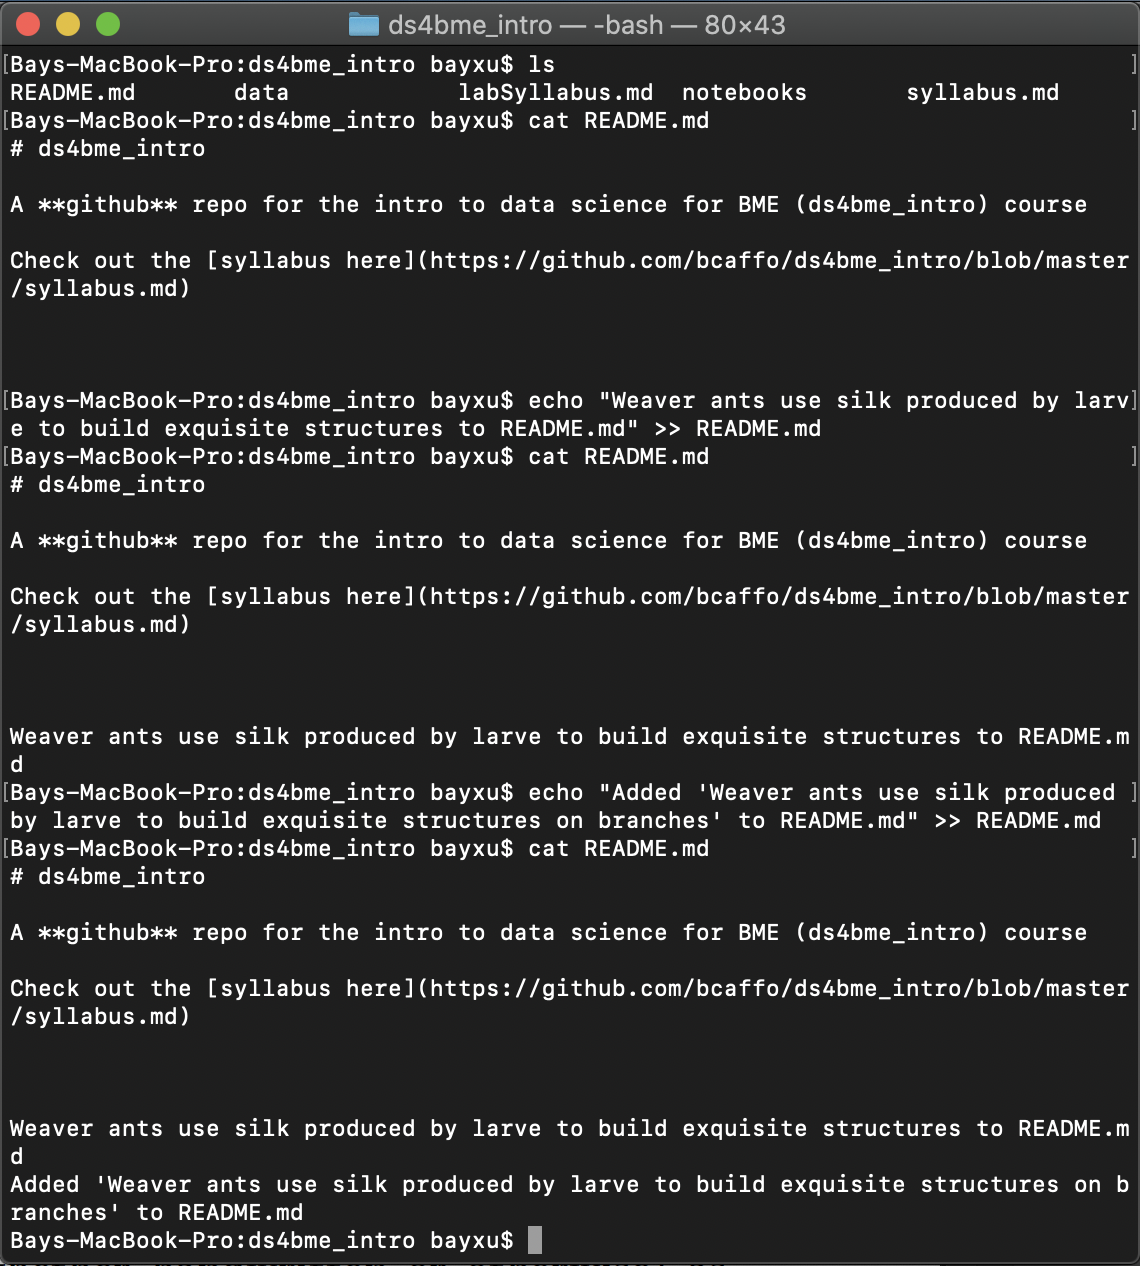 ds4bme_intro — -bash — 80×43
[Bays-MacBook-Pro:ds4bme_intro bayxu$ ls ]
README.md data labSyllabus.md notebooks syllabus.md
[Bays-MacBook-Pro:ds4bme_intro bayxu$ cat README.md ]
# ds4bme_intro
A **github** repo for the intro to data science for BME (ds4bme_intro) course
Check out the [syllabus here](https://github.com/bcaffo/ds4bme_intro/blob/master
/syllabus.md)
[Bays-MacBook-Pro:ds4bme_intro bayxu$ echo "Weaver ants use silk produced by larv]
e to build exquisite structures to README.md" >> README.md
[Bays-MacBook-Pro:ds4bme_intro bayxu$ cat README.md ]
# ds4bme_intro
A **github** repo for the intro to data science for BME (ds4bme_intro) course
Check out the [syllabus here](https://github.com/bcaffo/ds4bme_intro/blob/master
/syllabus.md)
Weaver ants use silk produced by larve to build exquisite structures to README.m
d
[Bays-MacBook-Pro:ds4bme_intro bayxu$ echo "Added 'Weaver ants use silk produced ]
by larve to build exquisite structures on branches' to README.md" >> README.md
[Bays-MacBook-Pro:ds4bme_intro bayxu$ cat README.md ]
# ds4bme_intro
A **github** repo for the intro to data science for BME (ds4bme_intro) course
Check out the [syllabus here](https://github.com/bcaffo/ds4bme_intro/blob/master
/syllabus.md)
Weaver ants use silk produced by larve to build exquisite structures to README.m
d
Added 'Weaver ants use silk produced by larve to build exquisite structures on b
ranches' to README.md
Bays-MacBook-Pro:ds4bme_intro bayxu$